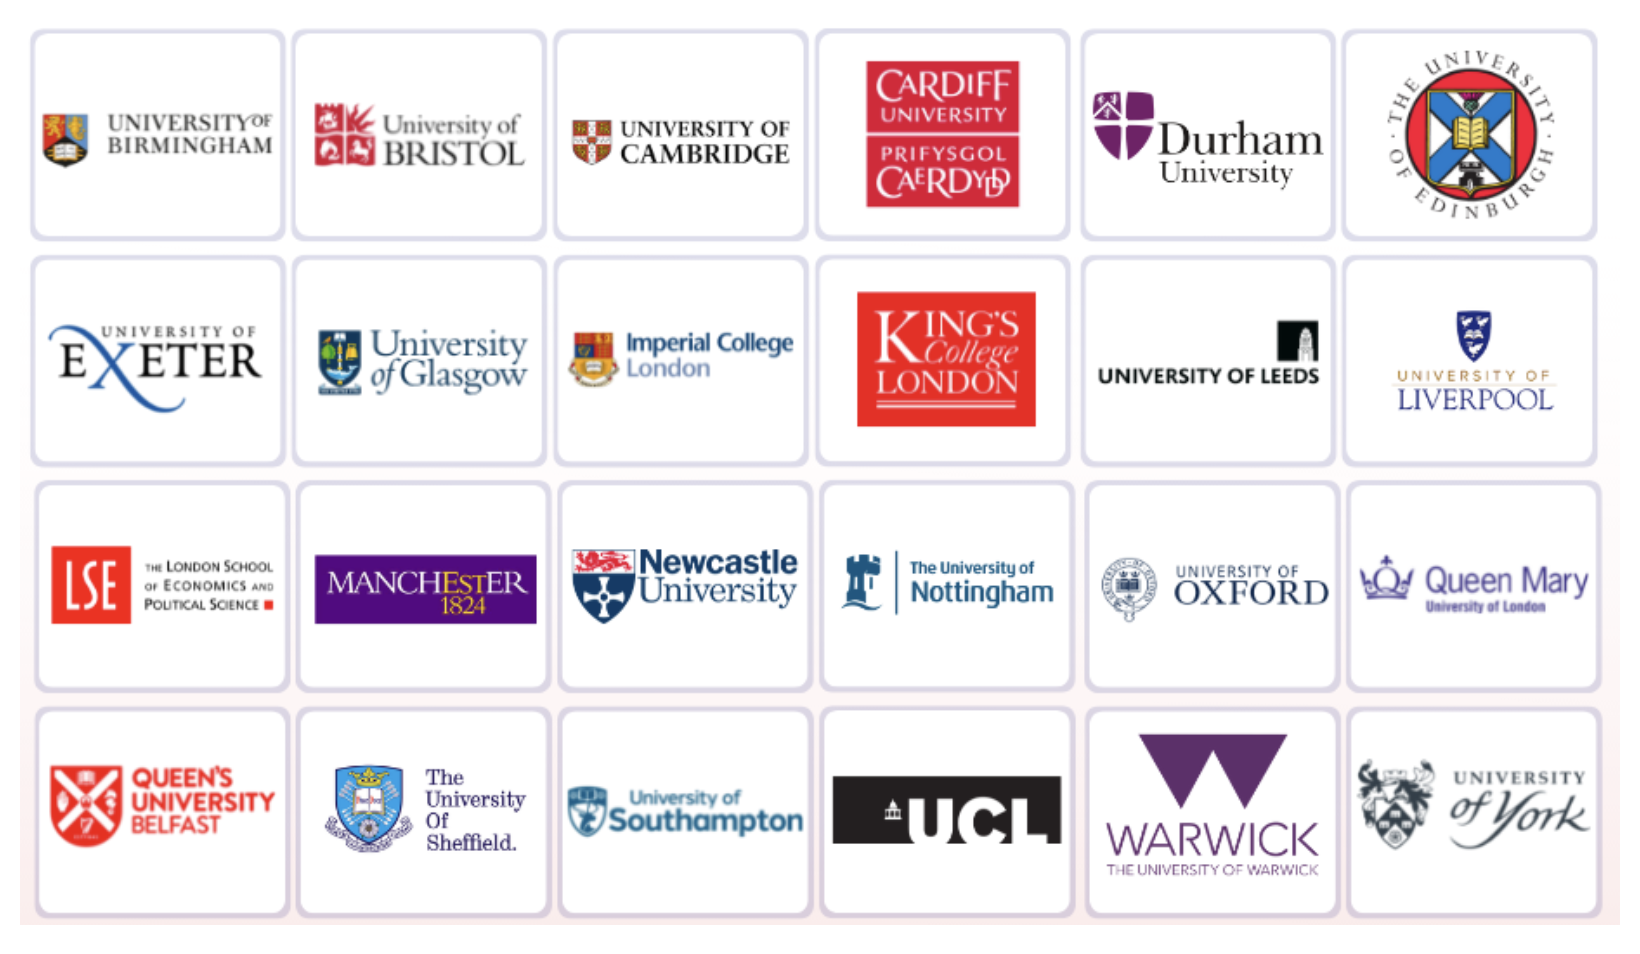 UNIVERSITY OF
BIRMINGHAM
University of
BRISTOL
UNIVERSITY OF
CAMBRIDGE
CARDIFF
UNIVERSITY
PRIFYSGOL
CAERDYDD
Durham
University
· THE UNIVERSITY ·
OF EDINBURGH
UNIVERSITY OF
EXETER
University
of Glasgow
Imperial College
London
KING'S
College
LONDON
UNIVERSITY OF LEEDS
UNIVERSITY OF
LIVERPOOL
LSE
THE LONDON SCHOOL
OF ECONOMICS AND
POLITICAL SCIENCE
MANCHESTER
1824
Newcastle
University
The University of
Nottingham
UNIVERSITY OF
OXFORD
Queen Mary
University of London
QUEEN'S
UNIVERSITY
BELFAST
The
University
Of
Sheffield.
University of
Southampton
UCL
WARWICK
THE UNIVERSITY OF WARWICK
UNIVERSITY
of York